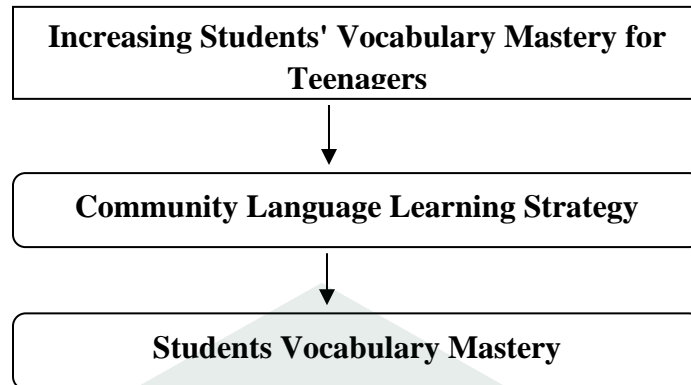 Increasing Students' Vocabulary Mastery for
Teenagers
Community Language Learning Strategy
Students Vocabulary Mastery